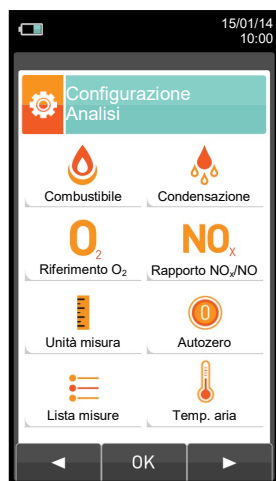 15/01/14
10:00
Configurazione
Analisi
Combustibile
Condensazione
O₂
NOₓ
Riferimento O₂
Rapporto NOₓ/NO
0
Unità misura
Autozero
Lista misure
Temp. aria
OK